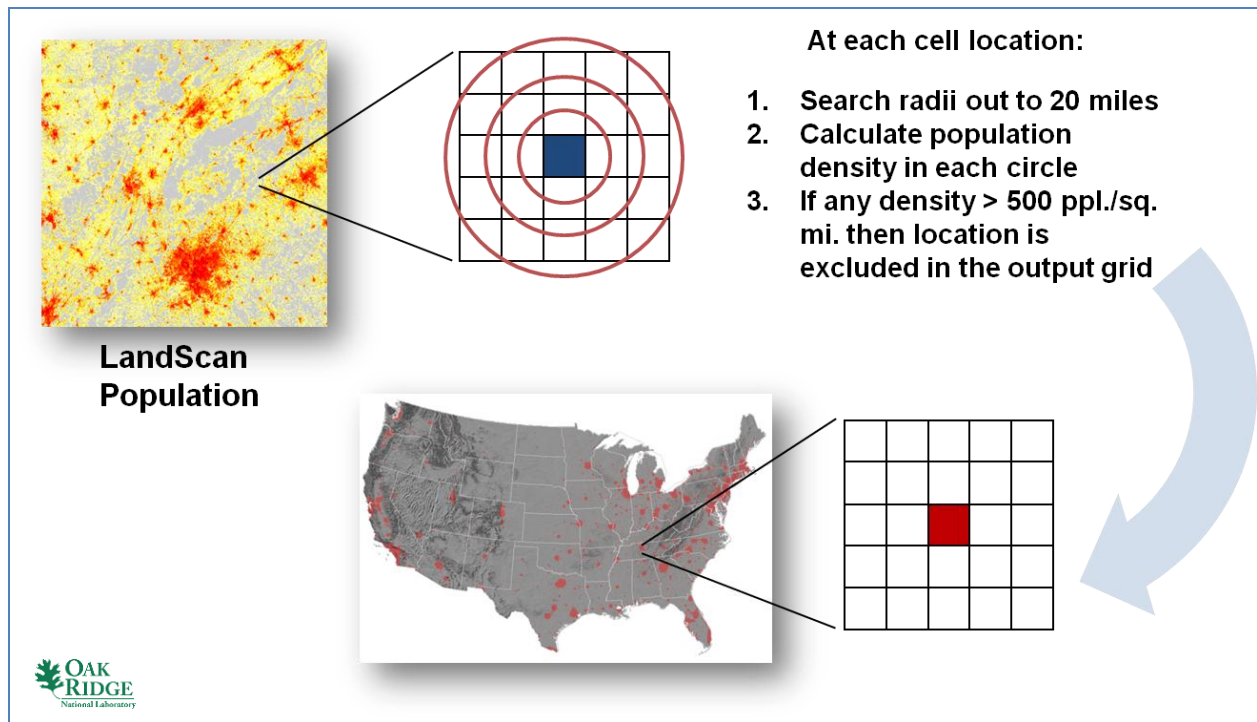 At each cell location:
1. Search radii out to 20 miles
2. Calculate population
density in each circle
3. If any density > 500 ppl./sq.
mi. then location is
excluded in the output grid
LandScan
Population
OAK
RIDGE
National Laboratory